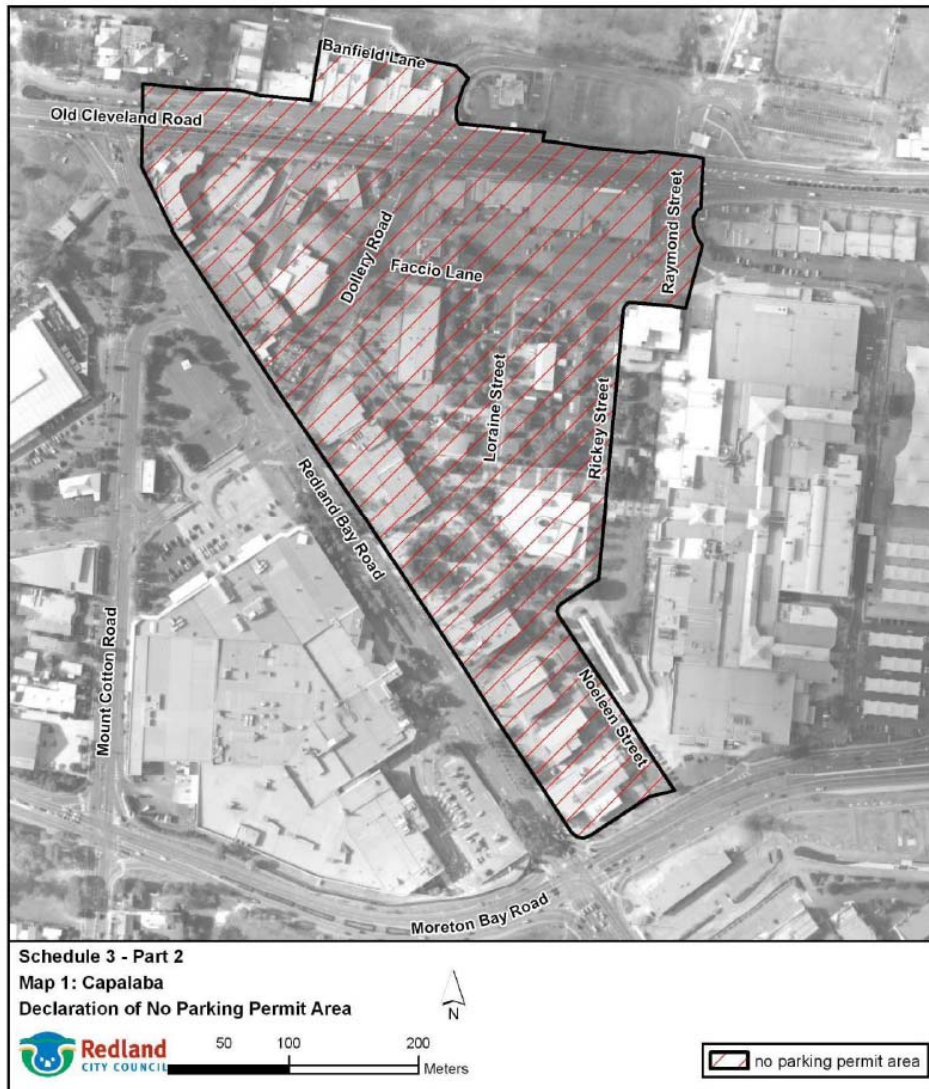 Banfield Lane
Old Cleveland Road
Raymond Street
Dollery Road
Faccio Lane
Loraine Street
Rickey Street
Redland Bay Road
Mount Cotton Road
Noeleen Street
Moreton Bay Road
Schedule 3 - Part 2
Map 1: Capalaba
Declaration of No Parking Permit Area
N
Redland
CITY COUNCIL
50 100 200
Meters
no parking permit area